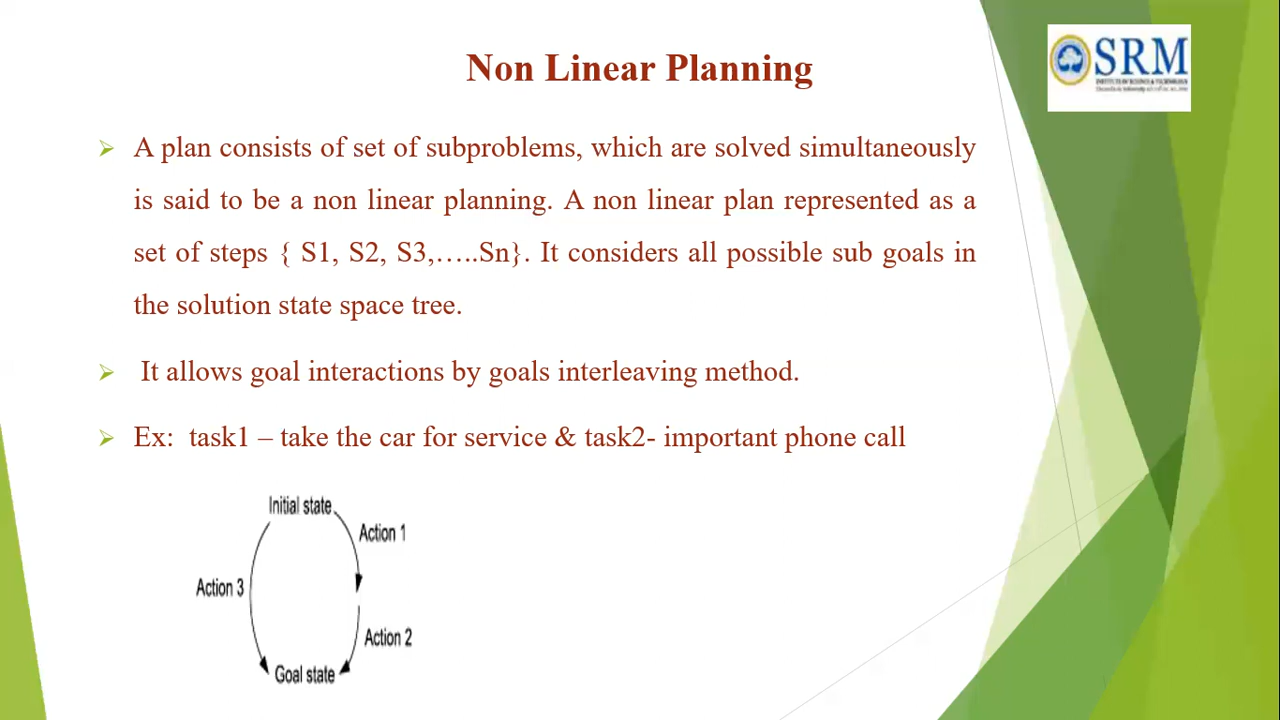 Non Linear Planning
SRM
A plan consists of set of subproblems, which are solved simultaneously
is said to be a non linear planning. A non linear plan represented as a
set of steps { S1, S2, S3,…..Sn}. It considers all possible sub goals in
the solution state space tree.
It allows goal interactions by goals interleaving method.
Ex: task1 – take the car for service & task2- important phone call
Initial state
Action 1
Action 3
Action 2
Goal state